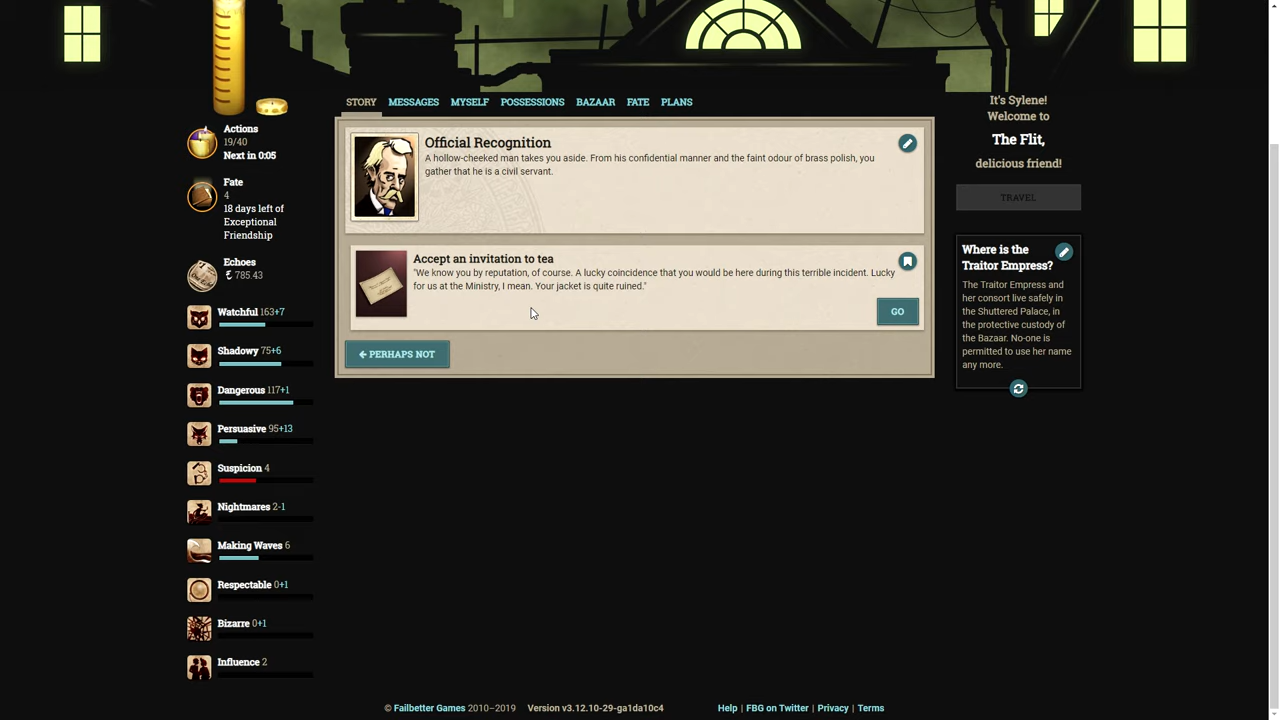 STORY MESSAGES MYSELF POSSESSIONS BAZAAR FATE PLANS
Actions
19/40
Next in 0:05
Fate
4
18 days left of
Exceptional
Friendship
Echoes
785.43
Watchful 163+7
Shadowy 75+6
Dangerous 117+1
Persuasive 95+13
Suspicion 4
Nightmares 2-1
Making Waves 6
Respectable 0+1
Bizarre 0+1
Influence 2
Official Recognition
A hollow-cheeked man takes you aside. From his confidential manner and the faint odour of brass polish, you
gather that he is a civil servant.
Accept an invitation to tea
"We know you by reputation, of course. A lucky coincidence that you would be here during this terrible incident. Lucky
for us at the Ministry, I mean. Your jacket is quite ruined."
GO
PERHAPS NOT
It's Sylene!
Welcome to
The Flit,
delicious friend!
TRAVEL
Where is the
Traitor Empress?
The Traitor Empress and
her consort live safely in
the Shuttered Palace, in
the protective custody of
the Bazaar. No-one is
permitted to use her name
any more.
© Failbetter Games 2010–2019 Version v3.12.10-29-ga1da10c4 Help | FBG on Twitter | Privacy | Terms